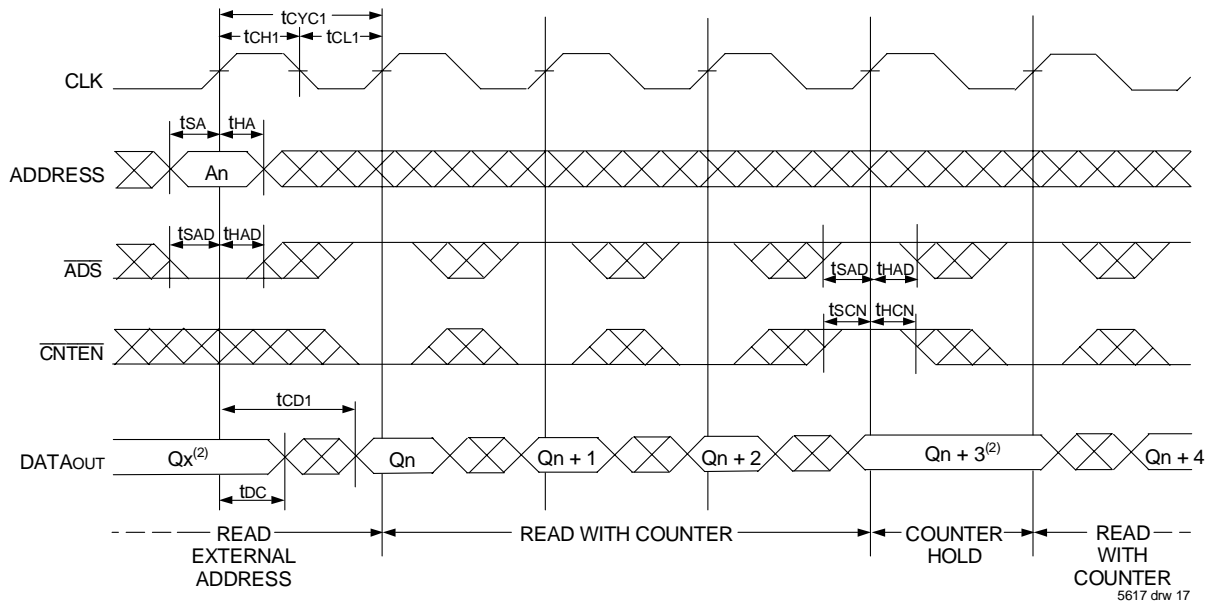 tCYC1
tCH1 tCL1
CLK
tSA tHA
ADDRESS An
tSAD tHAD
ADS
tSAD tHAD
tSCN tHCN
CNTEN
tCD1
DATAOUT Qx(2) Qn Qn + 1 Qn + 2 Qn + 3(2) Qn + 4
tDC
READ EXTERNAL ADDRESS
READ WITH COUNTER
COUNTER HOLD
READ WITH COUNTER
5617 drw 17